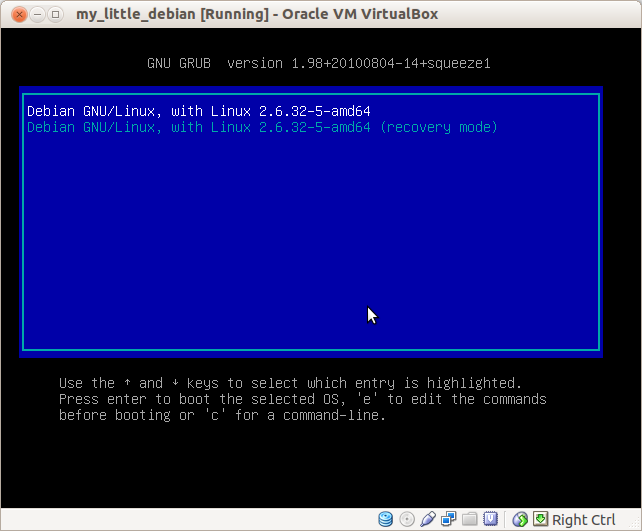 my_little_debian [Running] - Oracle VM VirtualBox
GNU GRUB  version 1.98+20100804-14+squeeze1
Debian GNU/Linux, with Linux 2.6.32-5-amd64
Debian GNU/Linux, with Linux 2.6.32-5-amd64 (recovery mode)
Use the ↑ and ↓ keys to select which entry is highlighted.
Press enter to boot the selected OS, 'e' to edit the commands
before booting or 'c' for a command-line.
Right Ctrl